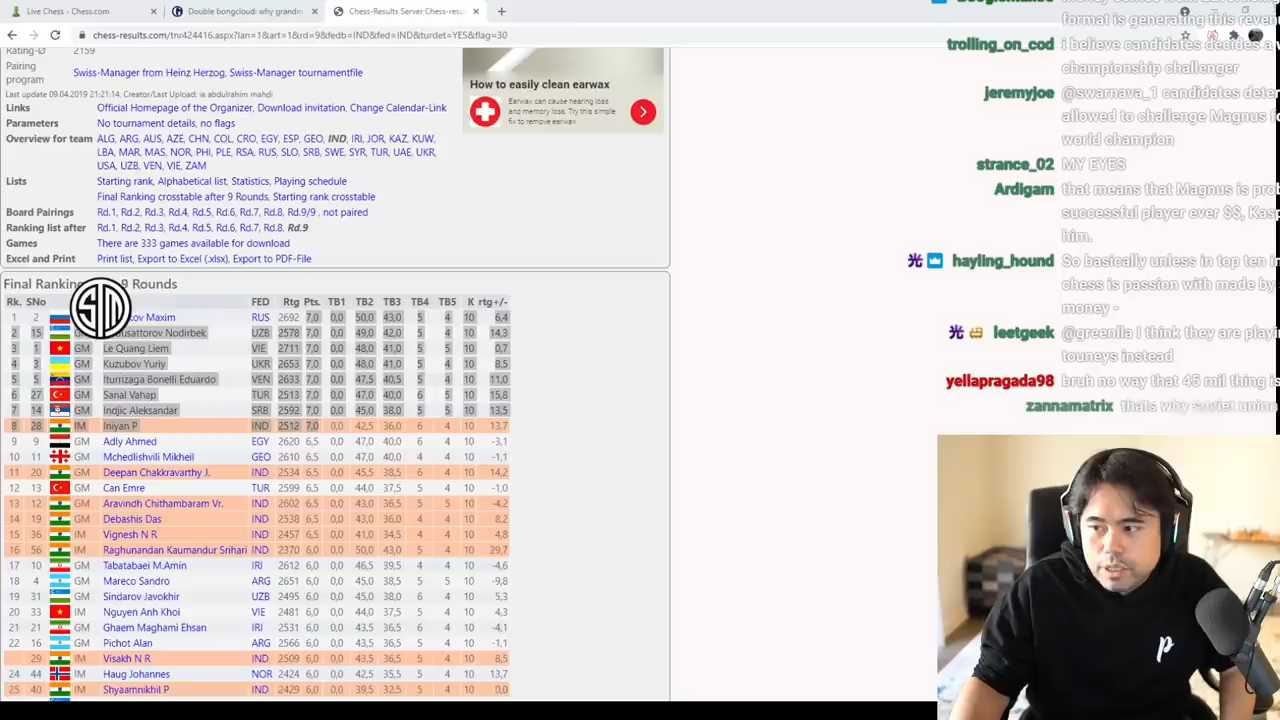 Live Chess - Chess.com
Double bongcloud: why grandm
Chess-Results Server Chess-resu
chess-results.com/tnr424416.aspx?lan=1&art=1&rd=9&fedb=IND&fed=IND&turdet=YES&flag=30
Rating-Ø 2159
Pairing program Swiss-Manager from Heinz Herzog, Swiss-Manager tournamentfile
Last update 09.04.2019 21:21:14, Creator/Last Upload: ia abdulrahim mahdi
Links Official Homepage of the Organizer, Download invitation, Change Calendar-Link
Parameters No tournament details, no flags
Overview for team ALG, ARG, AUS, AZE, CHN, COL, CRO, EGY, ESP, GEO, IND, IRI, JOR, KAZ, KUW,
LBA, MAR, MAS, NOR, PHI, PLE, RSA, RUS, SLO, SRB, SWE, SYR, TUR, UAE, UKR,
USA, UZB, VEN, VIE, ZAM
Lists Starting rank, Alphabetical list, Statistics, Playing schedule
Final Ranking crosstable after 9 Rounds, Starting rank crosstable
Board Pairings Rd.1, Rd.2, Rd.3, Rd.4, Rd.5, Rd.6, Rd.7, Rd.8, Rd.9/9 , not paired
Ranking list after Rd.1, Rd.2, Rd.3, Rd.4, Rd.5, Rd.6, Rd.7, Rd.8, Rd.9
Games There are 333 games available for download
Excel and Print Print list, Export to Excel (.xlsx), Export to PDF-File
How to easily clean earwax
Earwax can cause hearing loss
and memory loss. Try this simple
fix to remove earwax
Final Ranking 9 Rounds
Rk. SNo FED Rtg Pts. TB1 TB2 TB3 TB4 TB5 K rtg+/-
1 2 kov Maxim RUS 2692 7,0 0,0 50,0 43,0 5 4 10 6,4
2 15 usattorov Nodirbek UZB 2578 7,0 0,0 48,0 42,0 5 4 10 14,3
3 1 GM Le Quang Liem VIE 2711 7,0 0,0 48,0 41,0 5 5 10 0,7
4 3 GM Kuzubov Yuriy UKR 2653 7,0 0,0 48,0 41,0 5 4 10 8,5
5 5 GM Iturrizaga Bonelli Eduardo VEN 2633 7,0 0,0 47,5 40,5 5 4 10 11,0
6 27 GM Sanal Vahap TUR 2513 7,0 0,0 47,0 40,5 5 4 10 15,8
7 14 GM Indjic Aleksandar SRB 2592 7,0 0,0 45,0 38,0 5 5 10 13,5
8 28 IM Iniyan P IND 2512 7,0 0,0 42,5 36,0 6 4 10 13,7
9 9 GM Adly Ahmed EGY 2620 6,5 0,0 47,0 40,0 6 4 10 -3,1
10 11 GM Mchedlishvili Mikheil GEO 2610 6,5 0,0 47,0 40,0 4 4 10 -1,1
11 20 GM Deepan Chakkravarthy J. IND 2534 6,5 0,0 45,5 38,5 6 4 10 14,2
12 13 GM Can Emre TUR 2599 6,5 0,0 44,0 37,5 5 4 10 -1,0
13 12 GM Aravindh Chithambaram Vr. IND 2602 6,5 0,0 44,0 37,5 5 5 10 -4,2
14 19 GM Debashis Das IND 2538 6,5 0,0 43,0 36,0 4 4 10 8,2
15 36 IM Vignesh N R IND 2457 6,5 0,0 41,0 34,5 6 4 10 4,8
16 56 IM Raghunandan Kaumandur Srihari IND 2370 6,0 0,0 50,0 43,0 5 4 10 29,7
17 10 GM Tabatabaei M.Amin IRI 2612 6,0 0,0 46,0 38,5 5 4 10 -4,6
18 4 GM Mareco Sandro ARG 2651 6,0 0,0 45,0 38,5 5 5 10 -9,8
19 31 GM Sindarov Javokhir UZB 2495 6,0 0,0 45,0 38,0 6 4 10 5,3
20 33 IM Nguyen Anh Khoi VIE 2481 6,0 0,0 44,0 37,5 5 4 10 4,3
21 21 GM Ghaem Maghami Ehsan IRI 2531 6,0 0,0 44,0 36,5 5 4 10 -4,1
22 16 GM Pichot Alan ARG 2566 6,0 0,0 43,5 36,5 5 4 10 -1,1
29 IM Visakh N R IND 2509 6,0 0,0 43,5 36,5 5 4 10 8,5
24 44 IM Haug Johannes NOR 2424 6,0 0,0 42,5 35,5 4 4 10 13,7
25 40 IM Shyaamnikhil P IND 2429 6,0 0,0 39,5 32,5 5 4 10 0,0
format is generating this reven
trolling_on_cod i believe candidates decides a w
championship challenger
jeremyjoe @swarnava_1 candidates deter
allowed to challenge Magnus fo
world champion
strance_02 MY EYES
Ardigam that means that Magnus is prob
successful player ever $$, Kasp
him.
光 hayling_hound So basically unless in top ten in
chess is passion with made by s
money -
光 leetgeek @greenlla I think they are playi
touneys instead
yellapragada98 bruh no way that 45 mil thing is
zannamatrix thats why suviet union